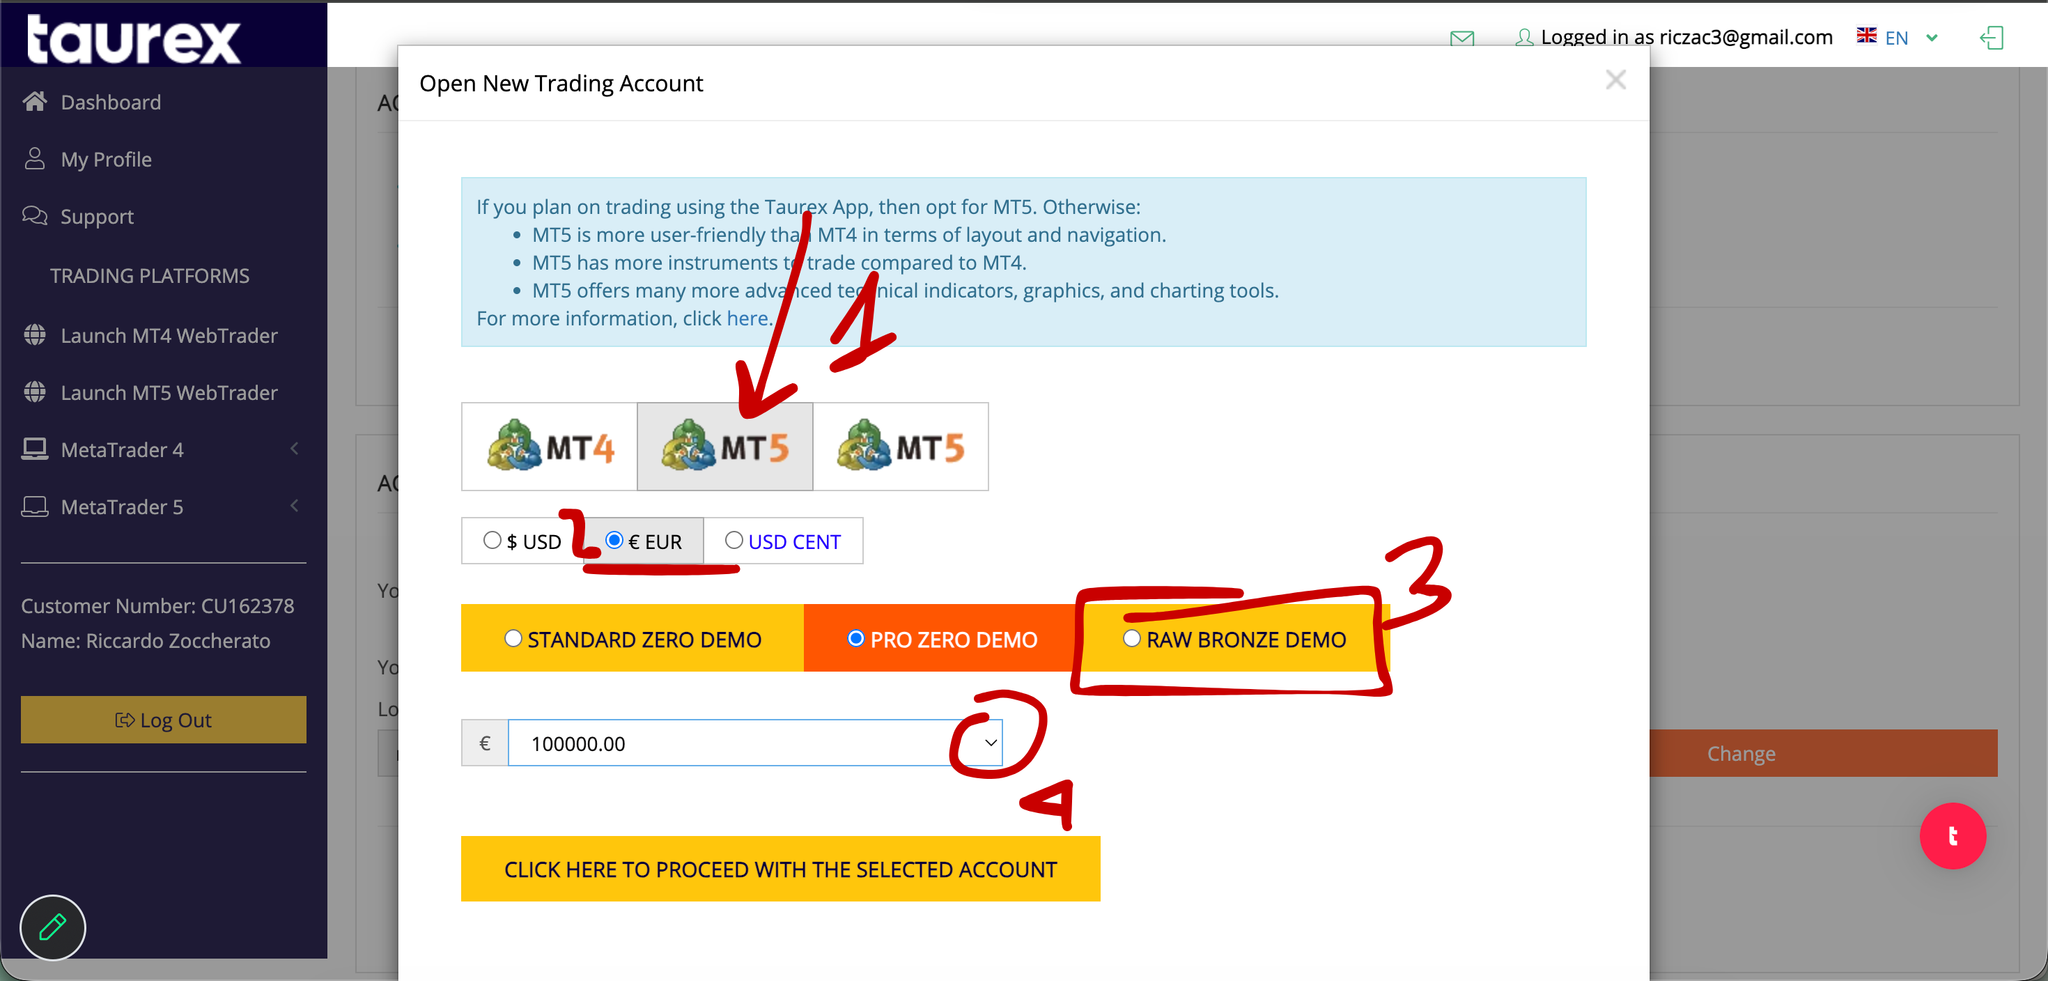 taurex
Logged in as riczac3@gmail.com
EN
Dashboard
My Profile
Support
TRADING PLATFORMS
Launch MT4 WebTrader
Launch MT5 WebTrader
MetaTrader 4
MetaTrader 5
Customer Number: CU162378
Name: Riccardo Zoccherato
Log Out
Open New Trading Account
If you plan on trading using the Taurex App, then opt for MT5. Otherwise:
MT5 is more user-friendly than MT4 in terms of layout and navigation.
MT5 has more instruments to trade compared to MT4.
MT5 offers many more advanced technical indicators, graphics, and charting tools.
For more information, click here.
1
MT4
MT5
MT5
$ USD
2
€ EUR
USD CENT
3
STANDARD ZERO DEMO
PRO ZERO DEMO
RAW BRONZE DEMO
€
100000.00
4
CLICK HERE TO PROCEED WITH THE SELECTED ACCOUNT
Change
t